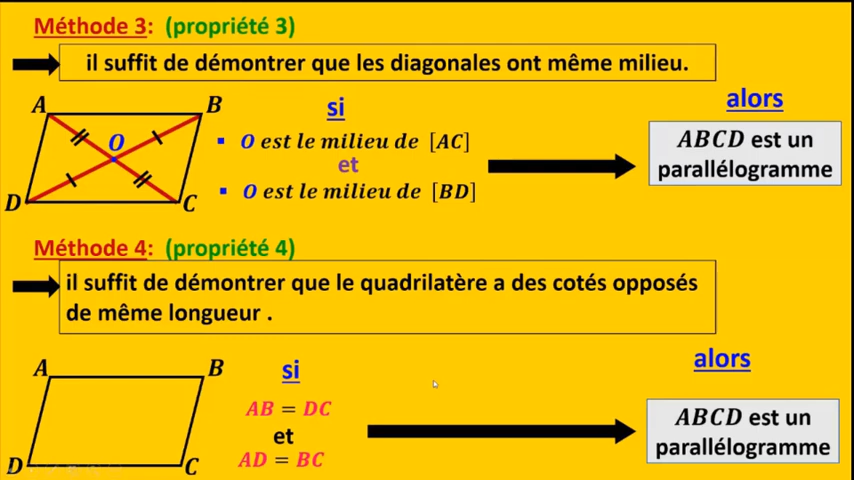 Méthode 3: (propriété 3)
il suffit de démontrer que les diagonales ont même milieu.
A
B
O
D
C
si
▪ O est le milieu de [AC]
et
▪ O est le milieu de [BD]
alors
ABCD est un
parallélogramme
Méthode 4: (propriété 4)
il suffit de démontrer que le quadrilatère a des cotés opposés
de même longueur .
A
B
D
C
si
AB = DC
et
AD = BC
alors
ABCD est un
parallélogramme